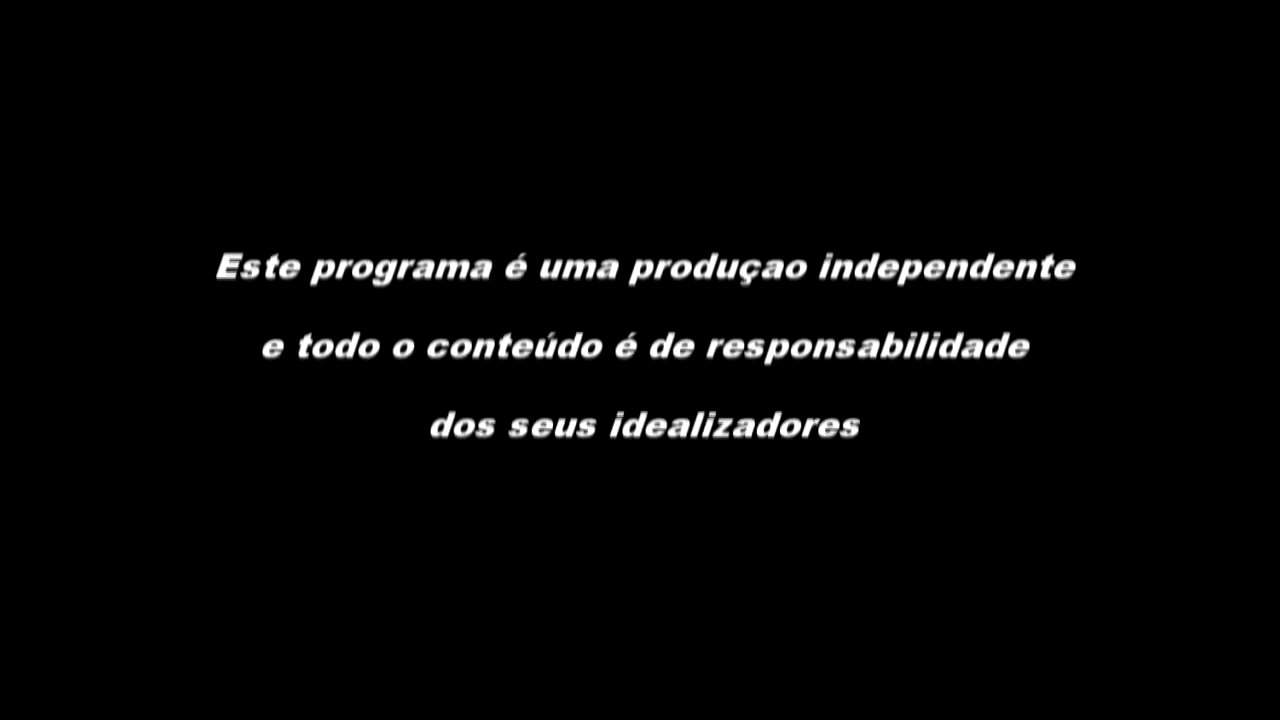 Este programa é uma produçao independente
e todo o conteúdo é de responsabilidade
dos seus idealizadores